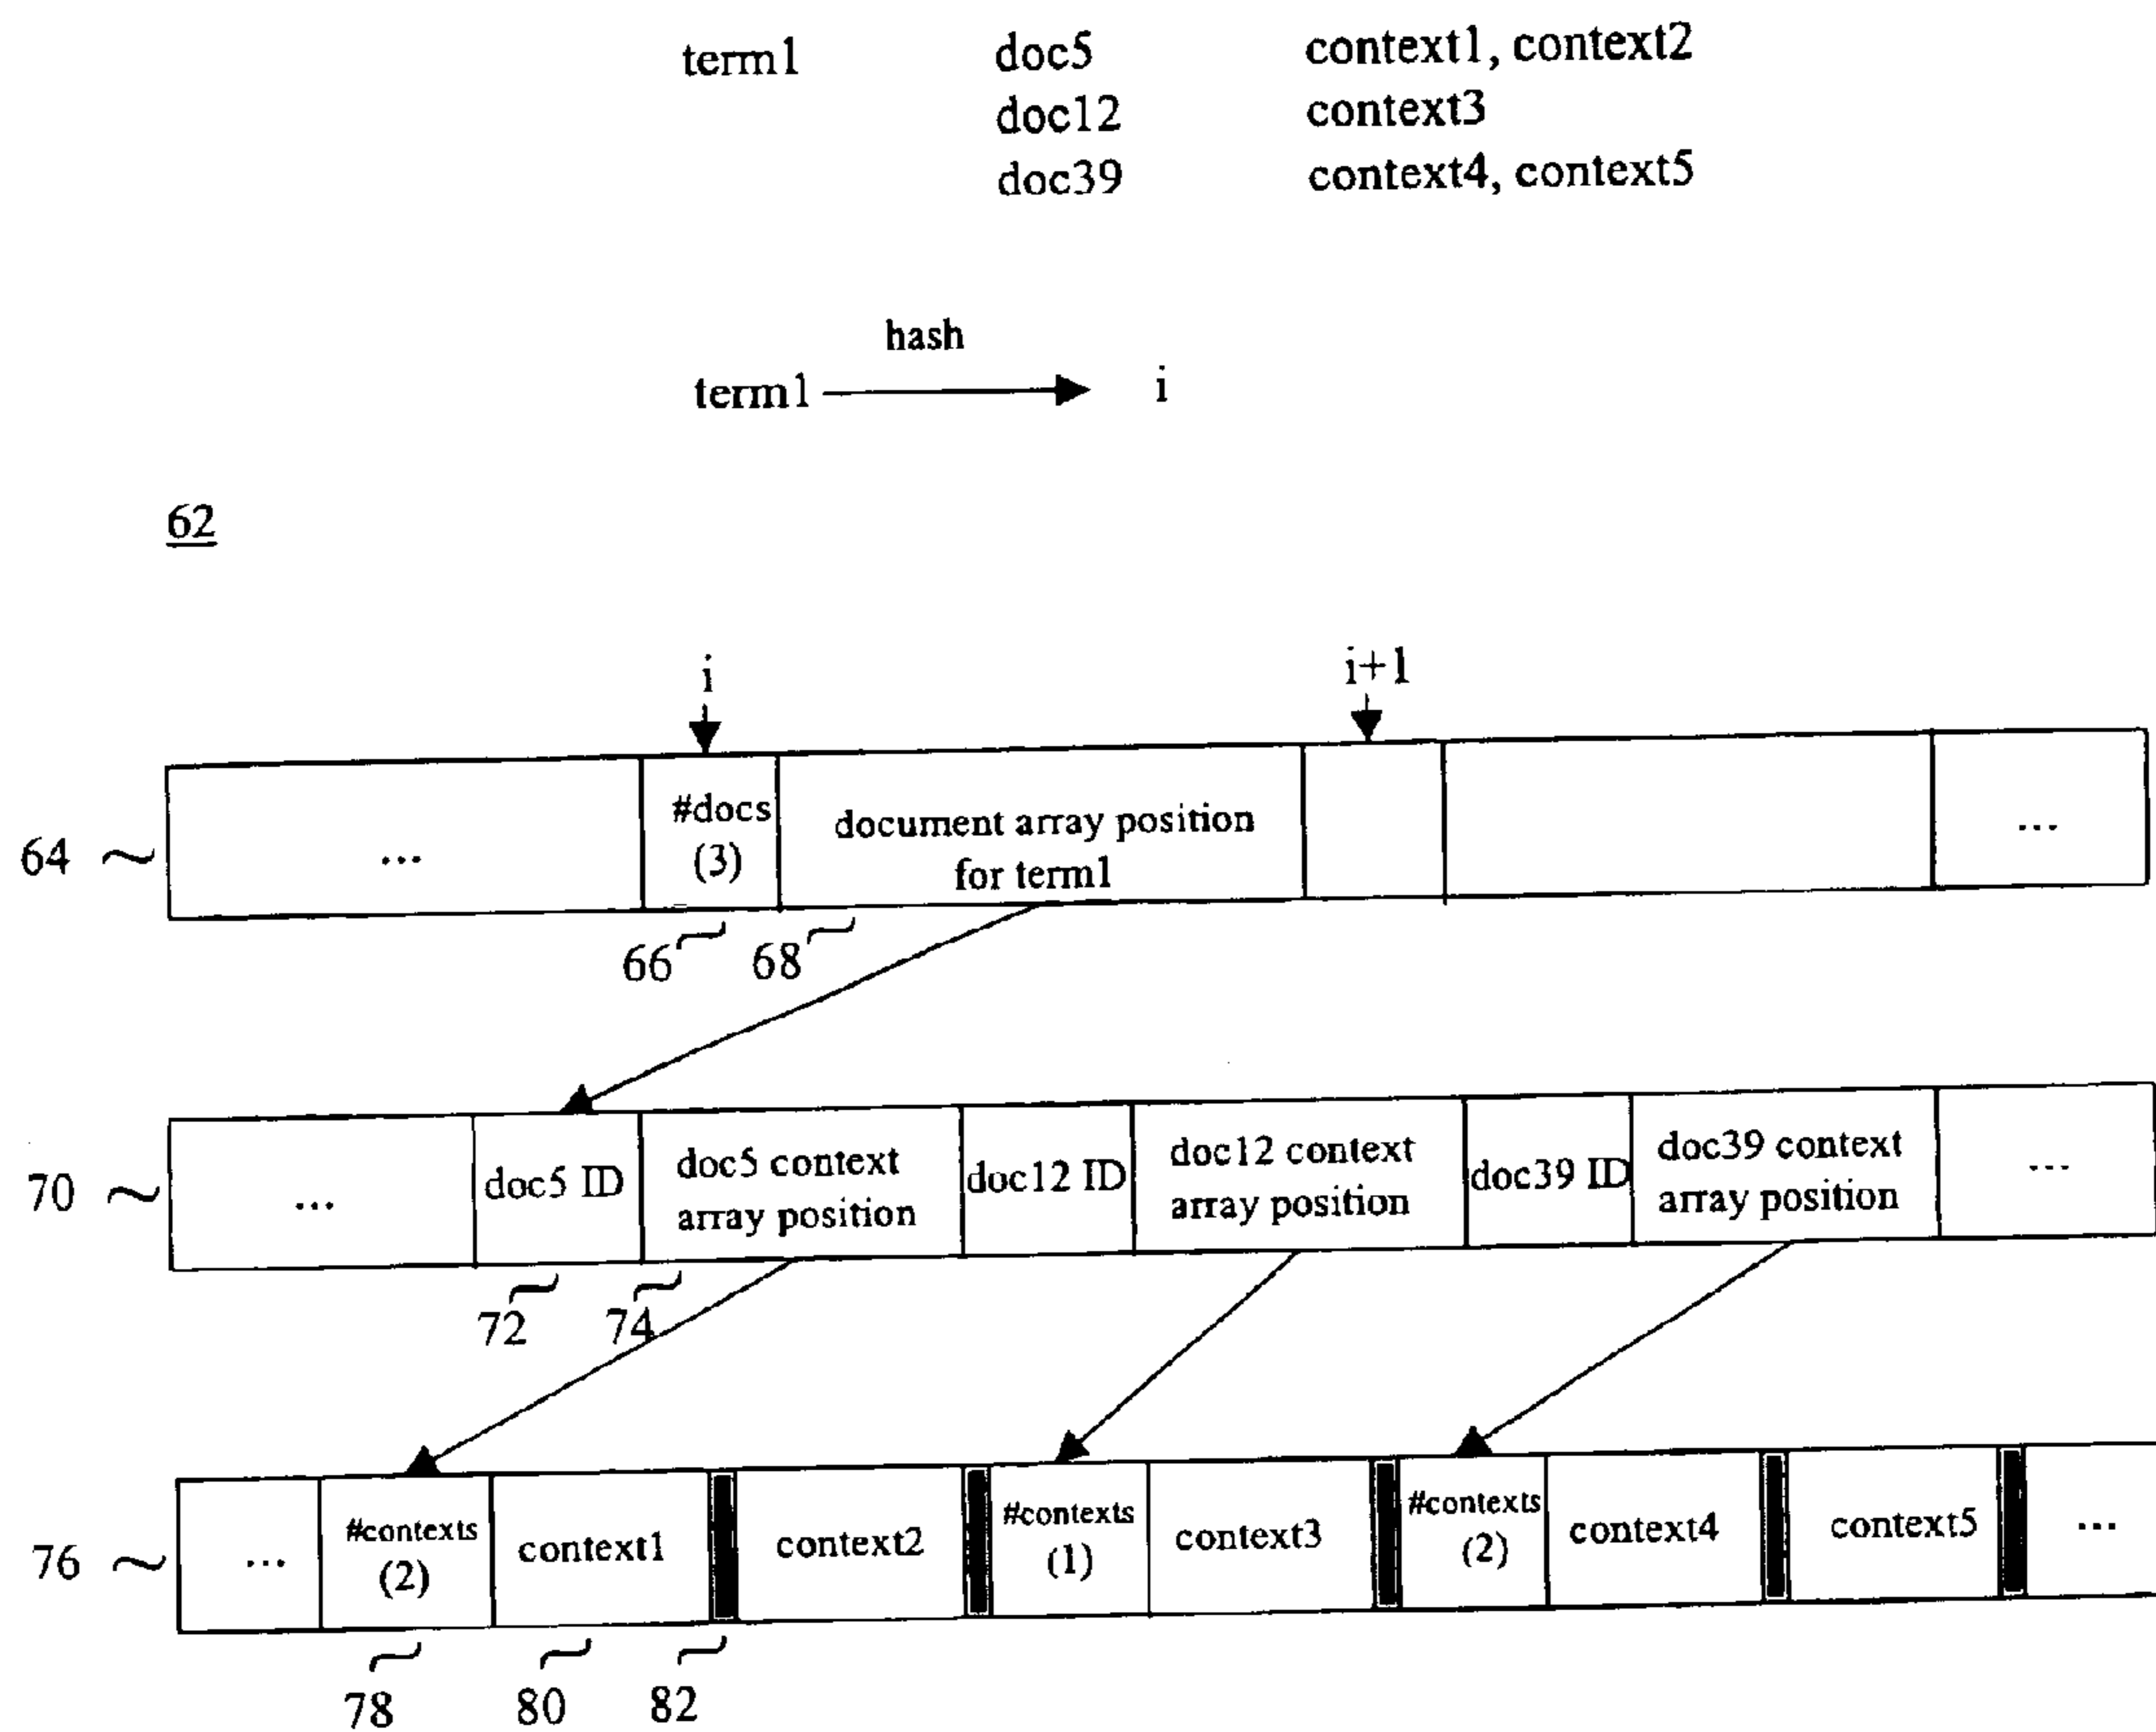 term1 doc5 context1, context2
doc12 context3
doc39 context4, context5
hash
term1 i
62
i i+1
64 ... #docs (3) document array position for term1 ...
66 68
70 ... doc5 ID doc5 context array position doc12 ID doc12 context array position doc39 ID doc39 context array position ...
72 74
76 ... #contexts (2) context1 context2 #contexts (1) context3 #contexts (2) context4 context5 ...
78 80 82